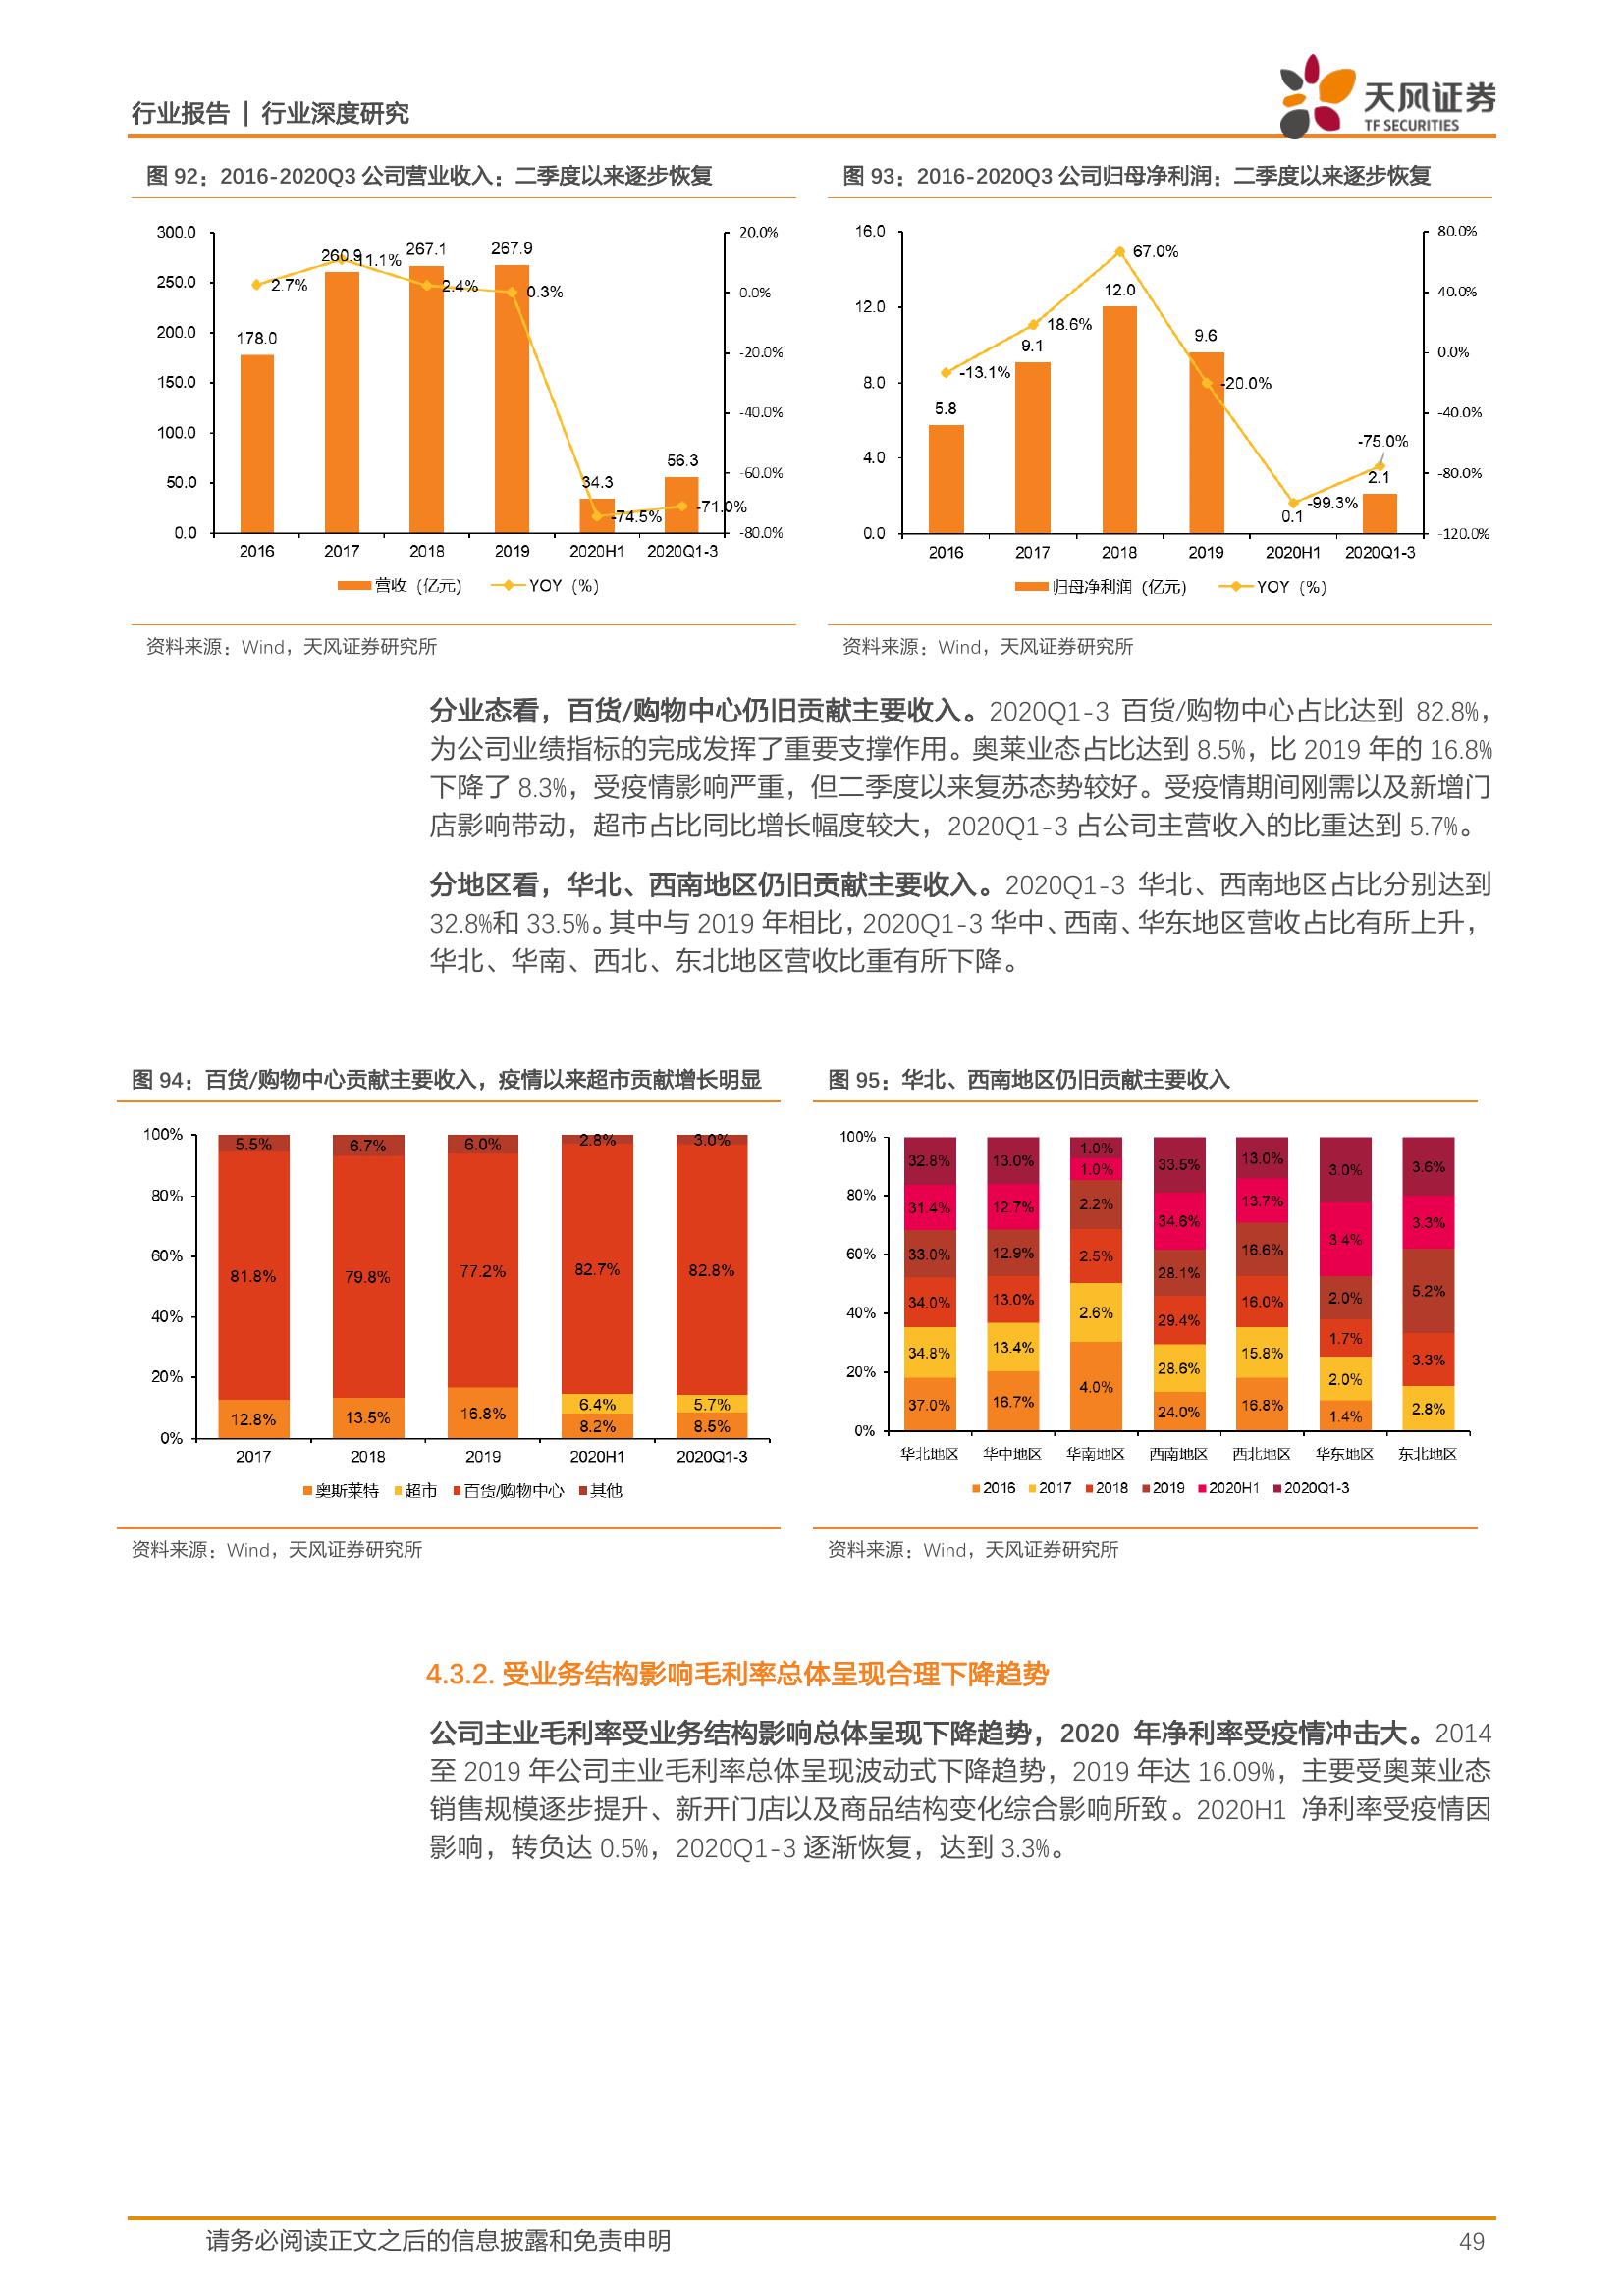 行业报告 | 行业深度研究
天风证券
TF SECURITIES
图 92：2016-2020Q3 公司营业收入：二季度以来逐步恢复
300.0
250.0
200.0
150.0
100.0
50.0
0.0
20.0%
0.0%
-20.0%
-40.0%
-60.0%
-80.0%
178.0
260.9
267.1
267.9
34.3
56.3
2.7%
11.1%
2.4%
0.3%
-74.5%
-71.0%
2016 2017 2018 2019 2020H1 2020Q1-3
营收（亿元） YOY（%）
资料来源：Wind，天风证券研究所
图 93：2016-2020Q3 公司归母净利润：二季度以来逐步恢复
16.0
12.0
8.0
4.0
0.0
80.0%
40.0%
0.0%
-40.0%
-80.0%
-120.0%
5.8
9.1
12.0
9.6
0.1
2.1
-13.1%
18.6%
67.0%
-20.0%
-99.3%
-75.0%
2016 2017 2018 2019 2020H1 2020Q1-3
归母净利润（亿元） YOY（%）
资料来源：Wind，天风证券研究所
分业态看，百货/购物中心仍旧贡献主要收入。2020Q1-3 百货/购物中心占比达到 82.8%，
为公司业绩指标的完成发挥了重要支撑作用。奥莱业态占比达到 8.5%，比 2019 年的 16.8%
下降了 8.3%，受疫情影响严重，但二季度以来复苏态势较好。受疫情期间刚需以及新增门
店影响带动，超市占比同比增长幅度较大，2020Q1-3 占公司主营收入的比重达到 5.7%。
分地区看，华北、西南地区仍旧贡献主要收入。2020Q1-3 华北、西南地区占比分别达到
32.8%和 33.5%。其中与 2019 年相比，2020Q1-3 华中、西南、华东地区营收占比有所上升，
华北、华南、西北、东北地区营收比重有所下降。
图 94：百货/购物中心贡献主要收入，疫情以来超市贡献增长明显
100%
80%
60%
40%
20%
0%
5.5% 6.7% 6.0% 2.8% 3.0%
81.8% 79.8% 77.2% 82.7% 82.8%
6.4% 5.7%
12.8% 13.5% 16.8% 8.2% 8.5%
2017 2018 2019 2020H1 2020Q1-3
奥斯莱特 超市 百货/购物中心 其他
资料来源：Wind，天风证券研究所
图 95：华北、西南地区仍旧贡献主要收入
100%
80%
60%
40%
20%
0%
32.8% 13.0% 1.0% 33.5% 13.0% 3.0% 3.6%
31.4% 12.7% 1.0% 34.6% 13.7% 3.4% 3.3%
33.0% 12.9% 2.2% 28.1% 16.6% 2.0% 5.2%
34.0% 13.0% 2.5% 29.4% 16.0% 1.7% 3.3%
34.8% 13.4% 2.6% 28.6% 15.8% 2.0% 2.8%
37.0% 16.7% 4.0% 24.0% 16.8% 1.4%
华北地区 华中地区 华南地区 西南地区 西北地区 华东地区 东北地区
2016 2017 2018 2019 2020H1 2020Q1-3
资料来源：Wind，天风证券研究所
4.3.2. 受业务结构影响毛利率总体呈现合理下降趋势
公司主业毛利率受业务结构影响总体呈现下降趋势，2020 年净利率受疫情冲击大。2014
至 2019 年公司主业毛利率总体呈现波动式下降趋势，2019 年达 16.09%，主要受奥莱业态
销售规模逐步提升、新开门店以及商品结构变化综合影响所致。2020H1 净利率受疫情因
影响，转负达 0.5%，2020Q1-3 逐渐恢复，达到 3.3%。
请务必阅读正文之后的信息披露和免责申明
49